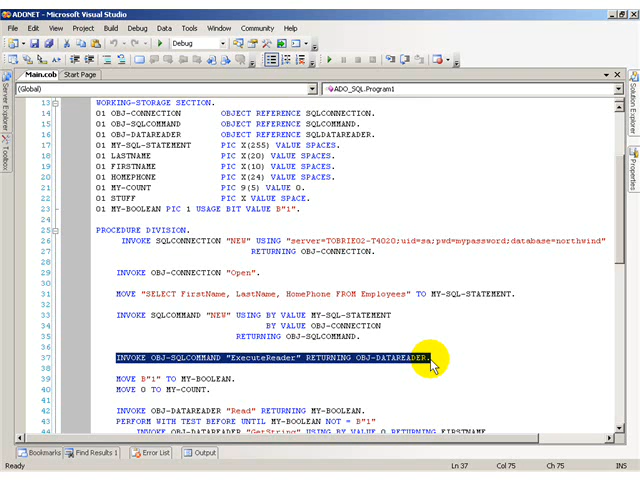 ADONET - Microsoft Visual Studio
File Edit View Project Build Debug Data Tools Window Community Help
Debug
Main.cob Start Page
(Global) ADO_SQL.Program1
Server Explorer
Toolbox
Solution Explorer
Properties
13 WORKING-STORAGE SECTION.
14 01 OBJ-CONNECTION OBJECT REFERENCE SQLCONNECTION.
15 01 OBJ-SQLCOMMAND OBJECT REFERENCE SQLCOMMAND.
16 01 OBJ-DATAREADER OBJECT REFERENCE SQLDATAREADER.
17 01 MY-SQL-STATEMENT PIC X(255) VALUE SPACES.
18 01 LASTNAME PIC X(20) VALUE SPACES.
19 01 FIRSTNAME PIC X(10) VALUE SPACES.
20 01 HOMEPHONE PIC X(24) VALUE SPACES.
21 01 MY-COUNT PIC 9(5) VALUE 0.
22 01 STUFF PIC X VALUE SPACE.
23 01 MY-BOOLEAN PIC 1 USAGE BIT VALUE B"1".
24
25 PROCEDURE DIVISION.
26 INVOKE SQLCONNECTION "NEW" USING "server=TOBRIE02-T4020;uid=sa;pwd=mypassword;database=northwind"
27 RETURNING OBJ-CONNECTION.
28
29 INVOKE OBJ-CONNECTION "Open".
30
31 MOVE "SELECT FirstName, LastName, HomePhone FROM Employees" TO MY-SQL-STATEMENT.
32
33 INVOKE SQLCOMMAND "NEW" USING BY VALUE MY-SQL-STATEMENT
34 BY VALUE OBJ-CONNECTION
35 RETURNING OBJ-SQLCOMMAND.
36
37 INVOKE OBJ-SQLCOMMAND "ExecuteReader" RETURNING OBJ-DATAREADER.
38
39 MOVE B"1" TO MY-BOOLEAN.
40 MOVE 0 TO MY-COUNT.
41
42 INVOKE OBJ-DATAREADER "Read" RETURNING MY-BOOLEAN.
43 PERFORM WITH TEST BEFORE UNTIL MY-BOOLEAN NOT = B"1"
44 INVOKE OBJ-DATAREADER "GetString" USING BY VALUE 0 RETURNING FIRSTNAME
Bookmarks Find Results 1 Error List Output
Ready Ln 37 Col 75 Ch 75 INS